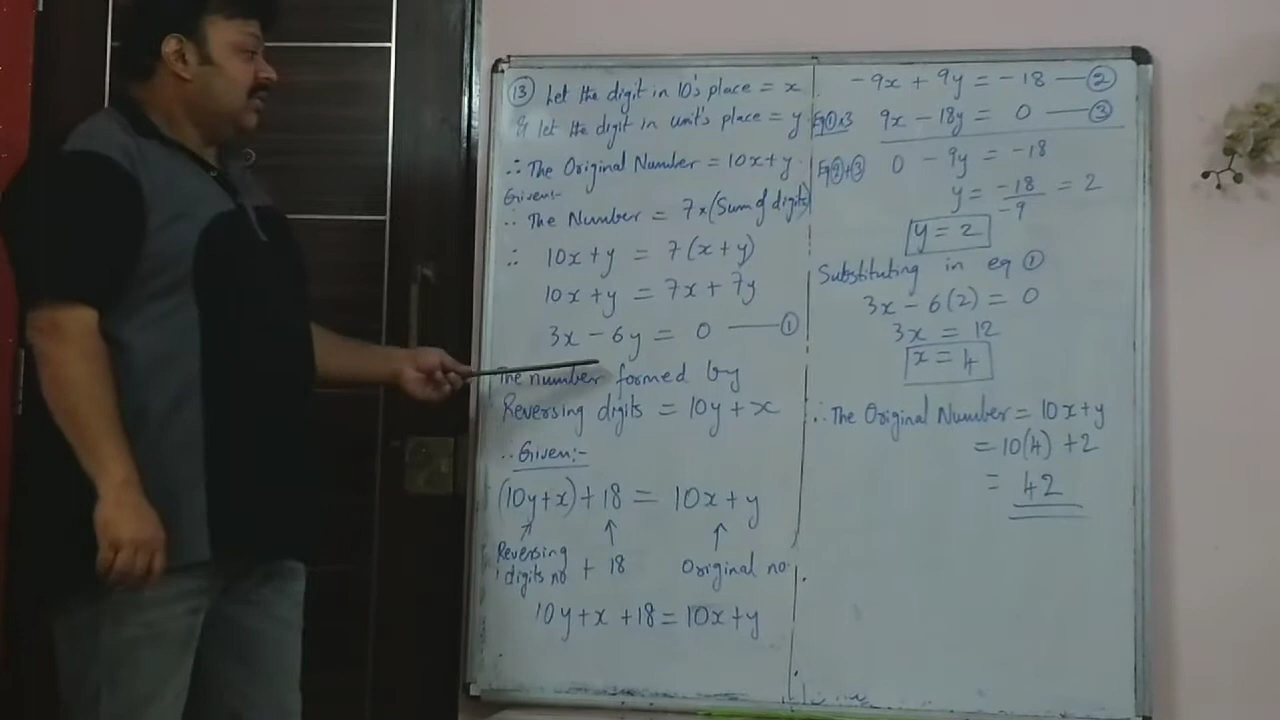 ⑬ Let the digit in 10's place = x
& let the digit in unit's place = y
∴ The Original Number = 10x + y
Given:-
∴ The Number = 7 × (Sum of digits)
∴ 10x + y = 7(x + y)
10x + y = 7x + 7y
3x − 6y = 0 — ①
The number formed by
Reversing digits = 10y + x
∴ Given:-
(10y + x) + 18 = 10x + y
↑ ↑ ↑
Reversing digits no + 18 Original no.
10y + x + 18 = 10x + y
−9x + 9y = −18 — ②
Eq①×3 9x − 18y = 0 — ③
Eq②+③ 0 − 9y = −18
y = −18/−9 = 2
y = 2
Substituting in eq ①
3x − 6(2) = 0
3x = 12
x = 4
∴ The Original Number = 10x + y
= 10(4) + 2
= 42